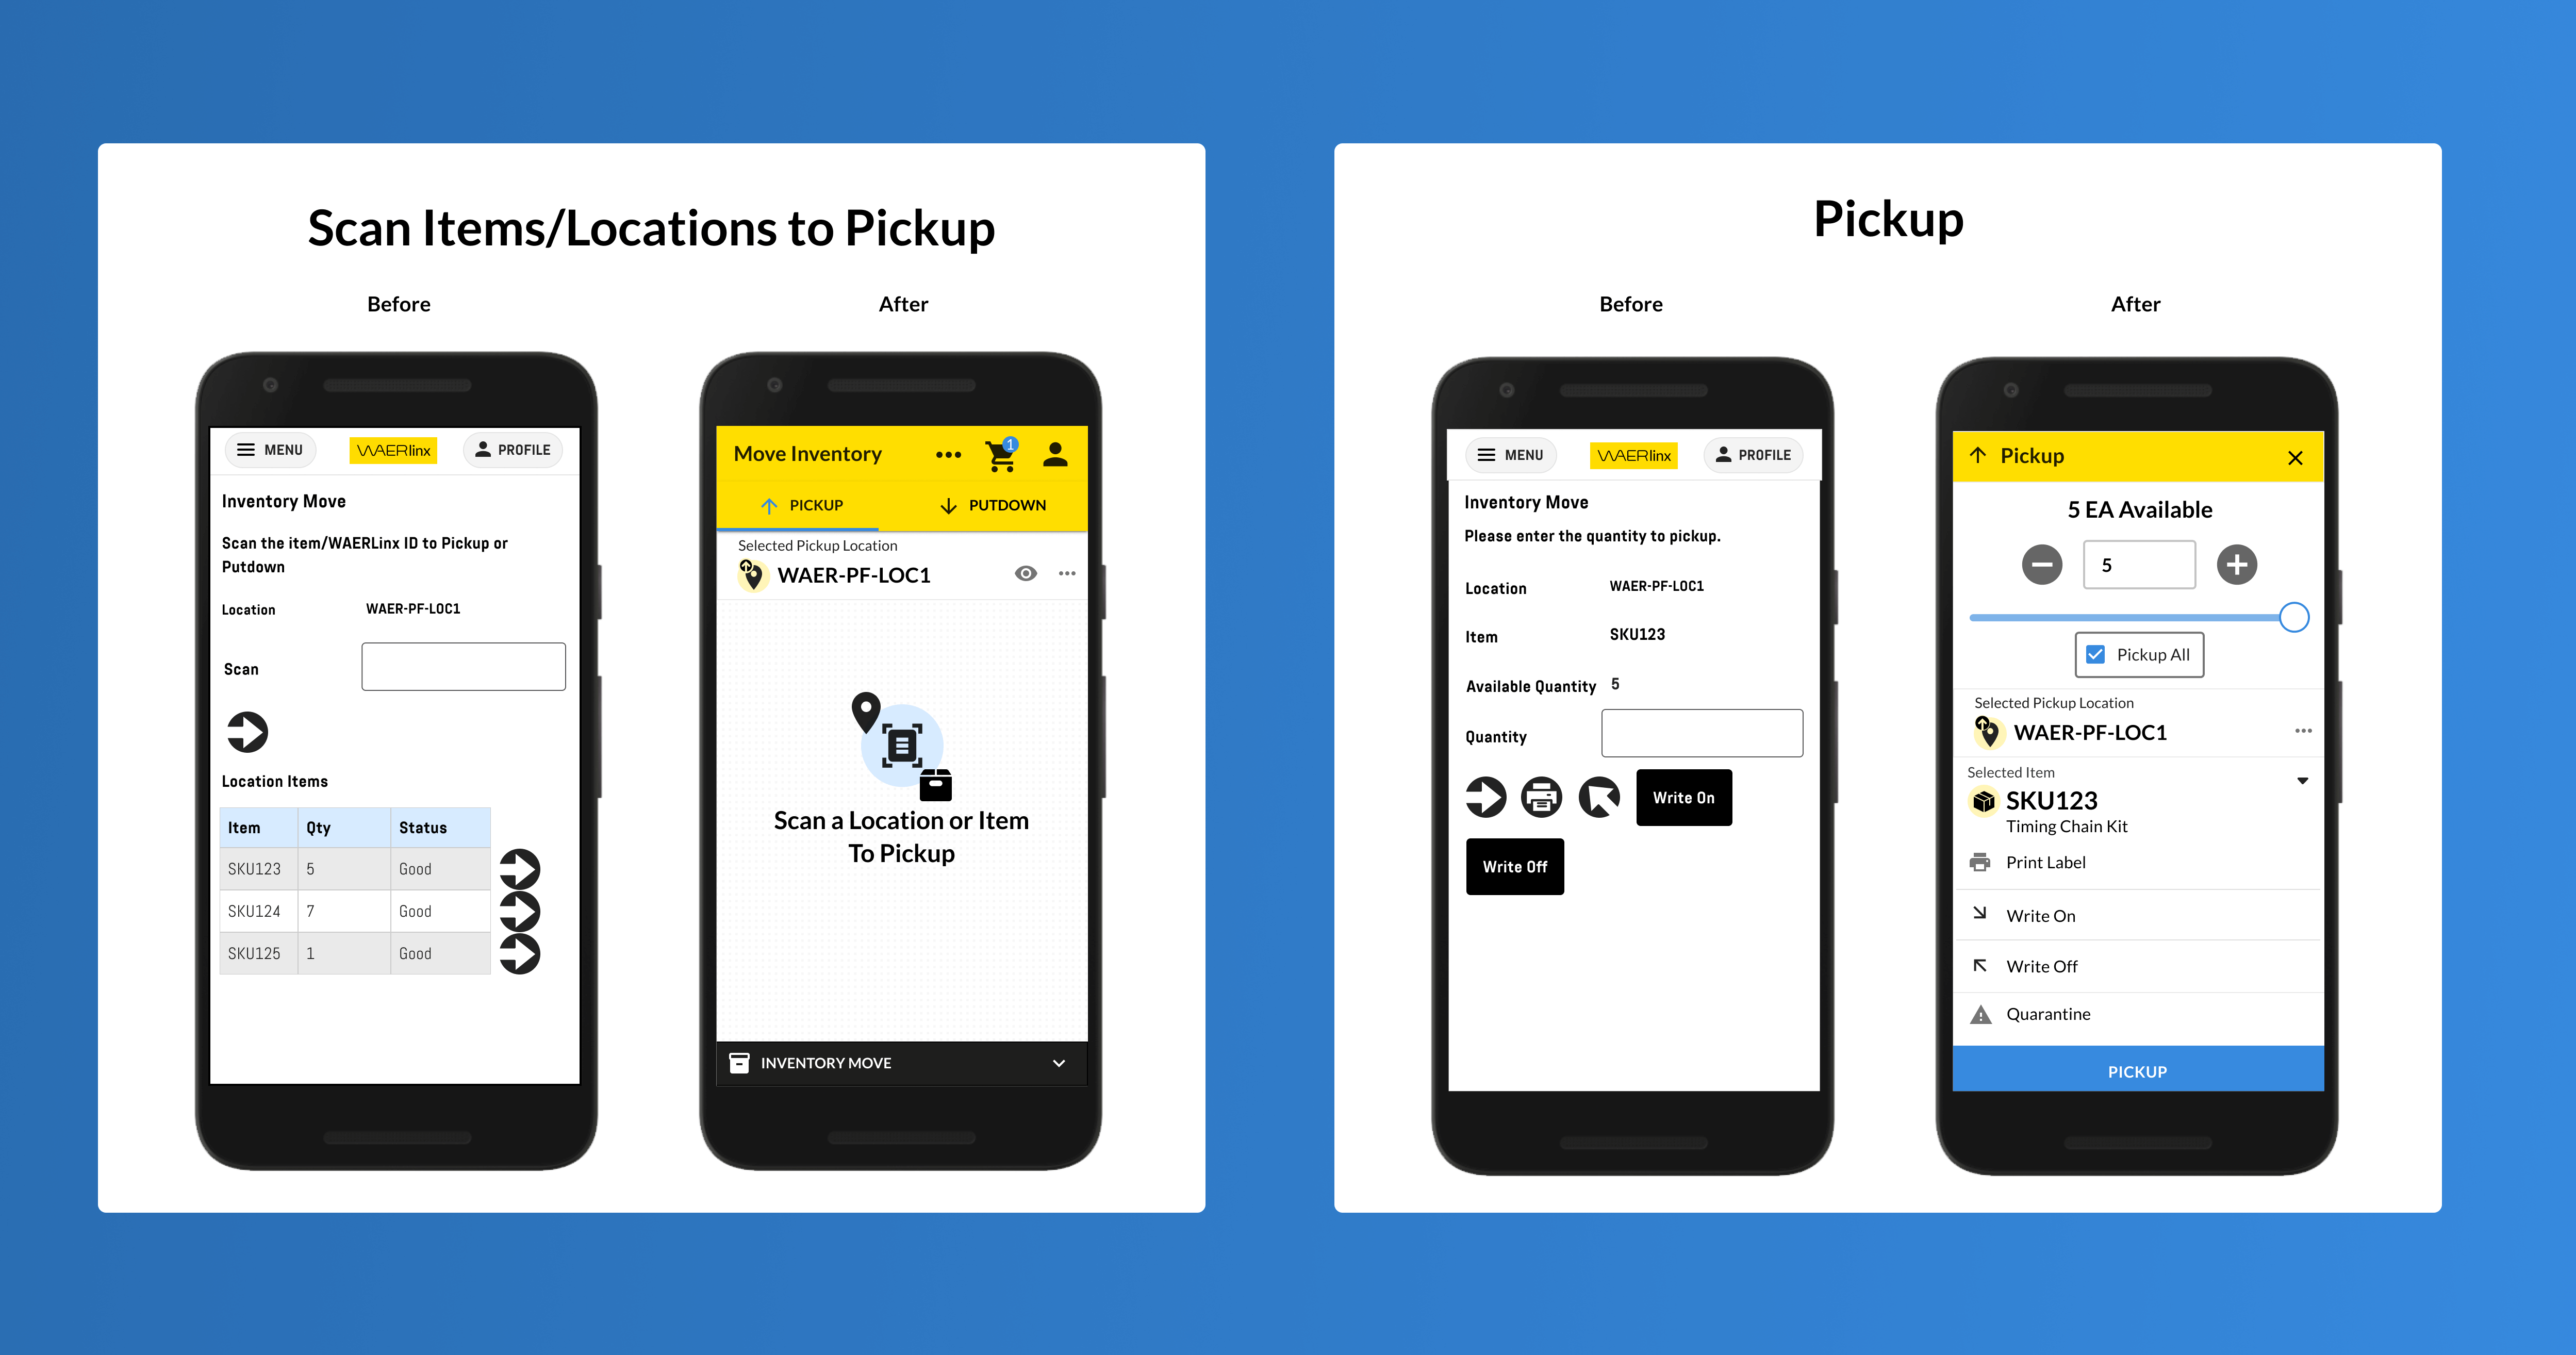 Scan Items/Locations to Pickup
Before
After
MENU
WAERlinx
PROFILE
Inventory Move
Scan the item/WAERLinx ID to Pickup or
Putdown
Location WAER-PF-LOC1
Scan
Location Items
Item Qty Status
SKU123 5 Good
SKU124 7 Good
SKU125 1 Good
Move Inventory
1
PICKUP
PUTDOWN
Selected Pickup Location
WAER-PF-LOC1
Scan a Location or Item
To Pickup
INVENTORY MOVE
Pickup
Before
After
MENU
WAERlinx
PROFILE
Inventory Move
Please enter the quantity to pickup.
Location WAER-PF-LOC1
Item SKU123
Available Quantity 5
Quantity
Write On
Write Off
Pickup
5 EA Available
5
Pickup All
Selected Pickup Location
WAER-PF-LOC1
Selected Item
SKU123
Timing Chain Kit
Print Label
Write On
Write Off
Quarantine
PICKUP